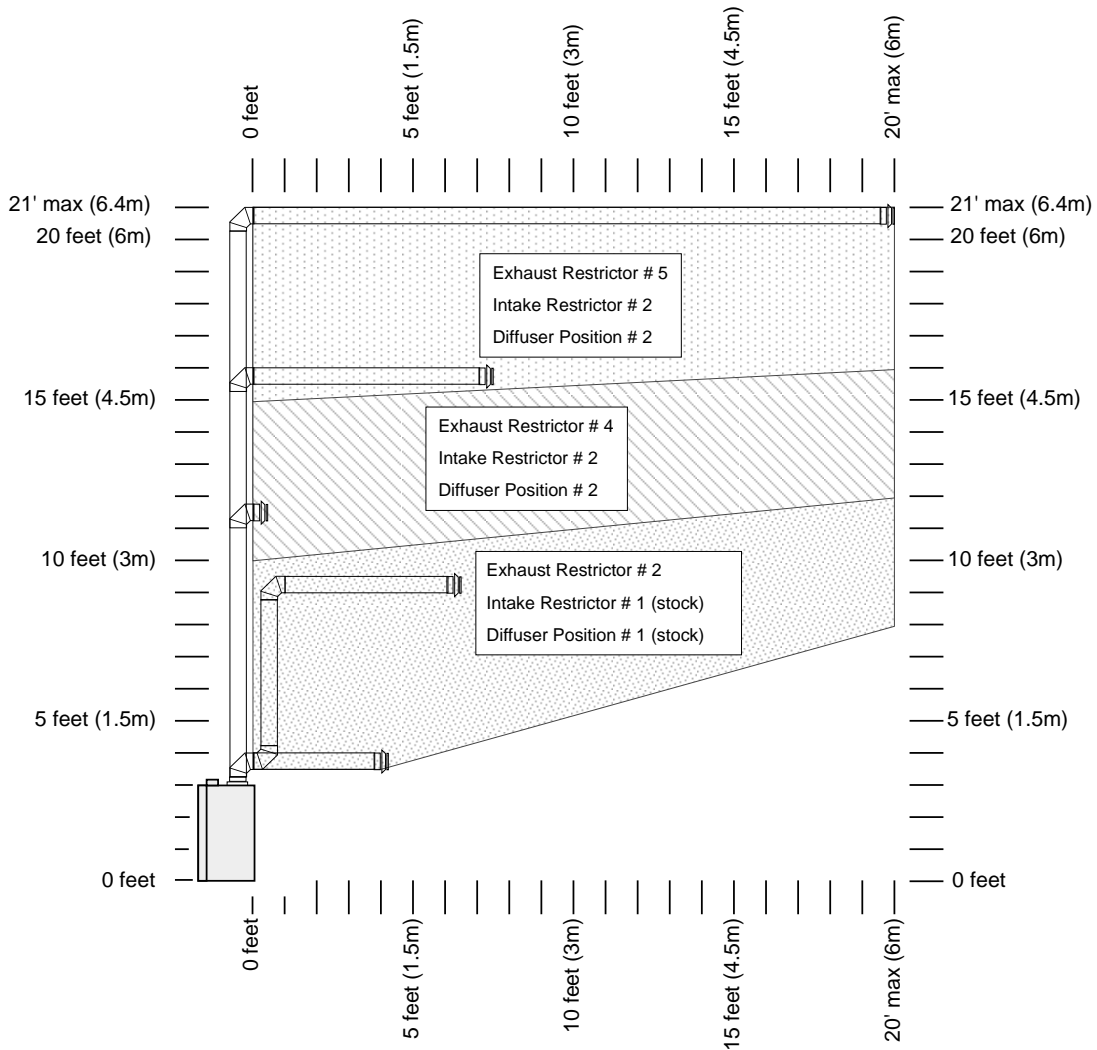 0 feet
5 feet (1.5m)
10 feet (3m)
15 feet (4.5m)
20' max (6m)
21' max (6.4m)
20 feet (6m)
15 feet (4.5m)
10 feet (3m)
5 feet (1.5m)
0 feet
Exhaust Restrictor # 5
Intake Restrictor # 2
Diffuser Position # 2
Exhaust Restrictor # 4
Intake Restrictor # 2
Diffuser Position # 2
Exhaust Restrictor # 2
Intake Restrictor # 1 (stock)
Diffuser Position # 1 (stock)
21' max (6.4m)
20 feet (6m)
15 feet (4.5m)
10 feet (3m)
5 feet (1.5m)
0 feet
0 feet
5 feet (1.5m)
10 feet (3m)
15 feet (4.5m)
20' max (6m)